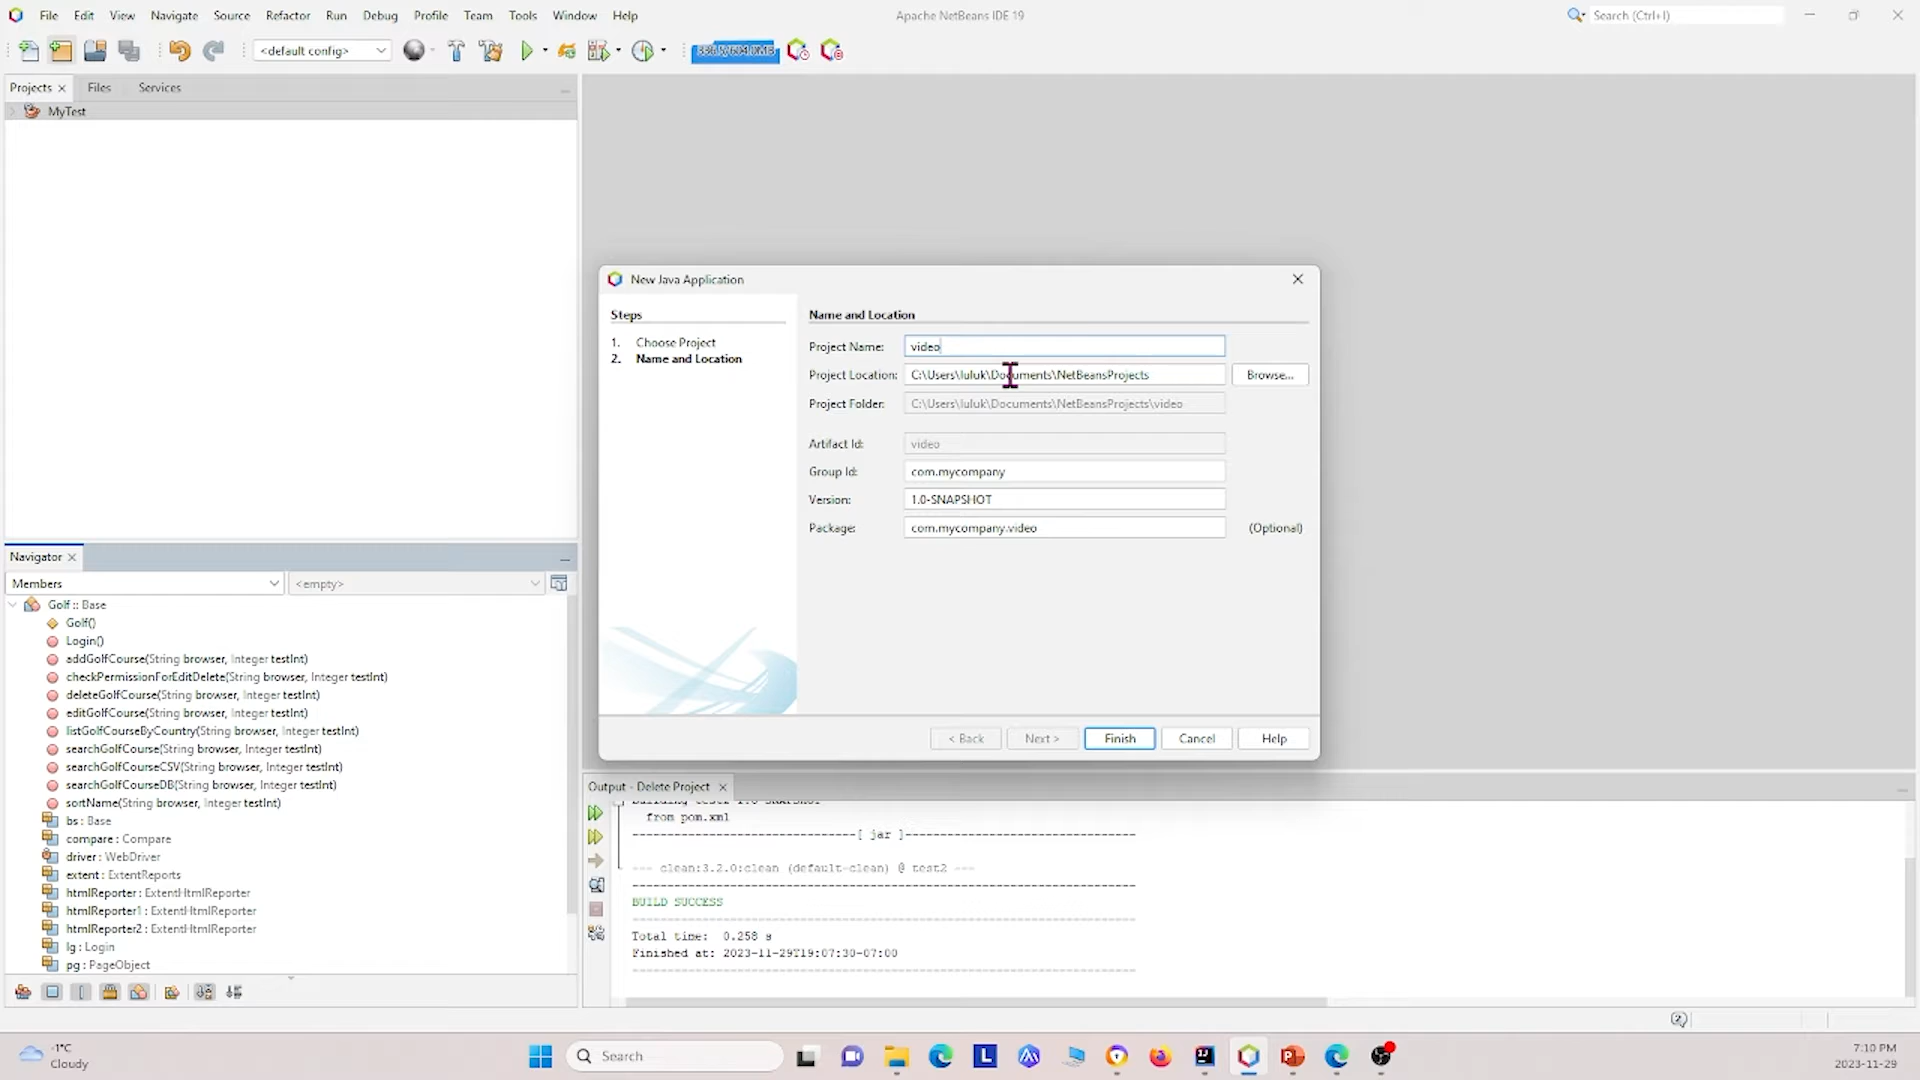 File Edit View Navigate Source Refactor Run Debug Profile Team Tools Window Help
Apache NetBeans IDE 19
Search (Ctrl+I)
<default config>
Projects
Files
Services
MyTest
New Java Application
Steps
1. Choose Project
2. Name and Location
Name and Location
Project Name: video
Project Location: C:\Users\luluk\Documents\NetBeansProjects
Browse...
Project Folder: C:\Users\luluk\Documents\NetBeansProjects\video
Artifact Id: video
Group Id: com.mycompany
Version: 1.0-SNAPSHOT
Package: com.mycompany.video (Optional)
< Back
Next >
Finish
Cancel
Help
Navigator
Members
<empty>
Golf :: Base
Golf()
Login()
addGolfCourse(String browser, Integer testInt)
checkPermissionForEditDelete(String browser, Integer testInt)
deleteGolfCourse(String browser, Integer testInt)
editGolfCourse(String browser, Integer testInt)
listGolfCourseByCountry(String browser, Integer testInt)
searchGolfCourse(String browser, Integer testInt)
searchGolfCourseCSV(String browser, Integer testInt)
searchGolfCourseDB(String browser, Integer testInt)
sortName(String browser, Integer testInt)
bs : Base
compare : Compare
driver : WebDriver
extent : ExtentReports
htmlReporter : ExtentHtmlReporter
htmlReporter1 : ExtentHtmlReporter
htmlReporter2 : ExtentHtmlReporter
lg : Login
pg : PageObject
Output - Delete Project
from pom.xml
--------------------------------[ jar ]---------------------------------
--- clean:3.2.0:clean (default-clean) @ test2 ---
------------------------------------------------------------------------
BUILD SUCCESS
------------------------------------------------------------------------
Total time:  0.258 s
Finished at: 2023-11-29T19:07:30-07:00
------------------------------------------------------------------------
-1°C
Cloudy
Search
7:10 PM
2023-11-29